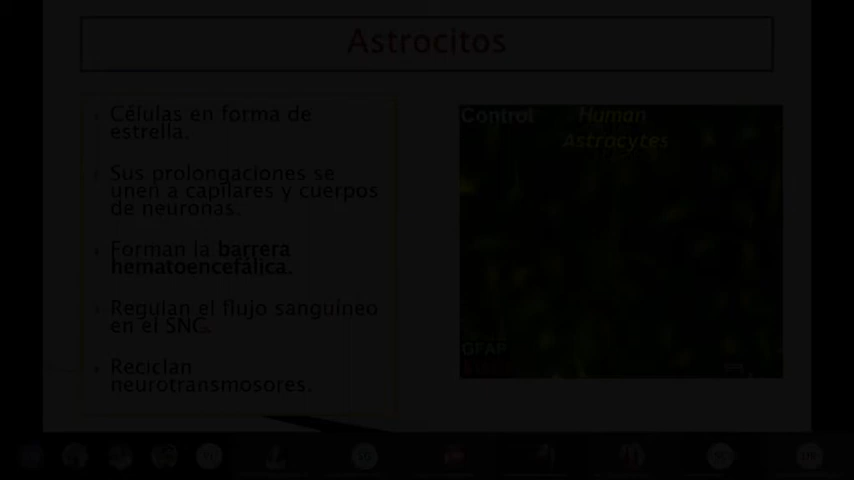 Astrocitos
Células en forma de
estrella.
Sus prolongaciones se
unen a capilares y cuerpos
de neuronas.
Forman la barrera
hematoencefálica.
Regulan el flujo sanguíneo
en el SNC.
Reciclan
neurotransmosores.
Control
Human
Astrocytes
GFAP